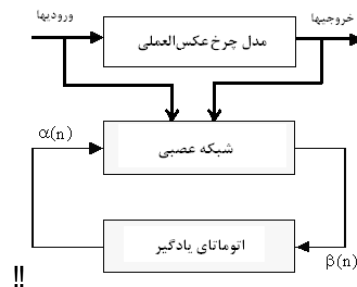 ورودیها
خروجیها
مدل چرخ عکس‌العملی
α(n)
شبکه عصبی
اتوماتای یادگیر
β(n)
!!